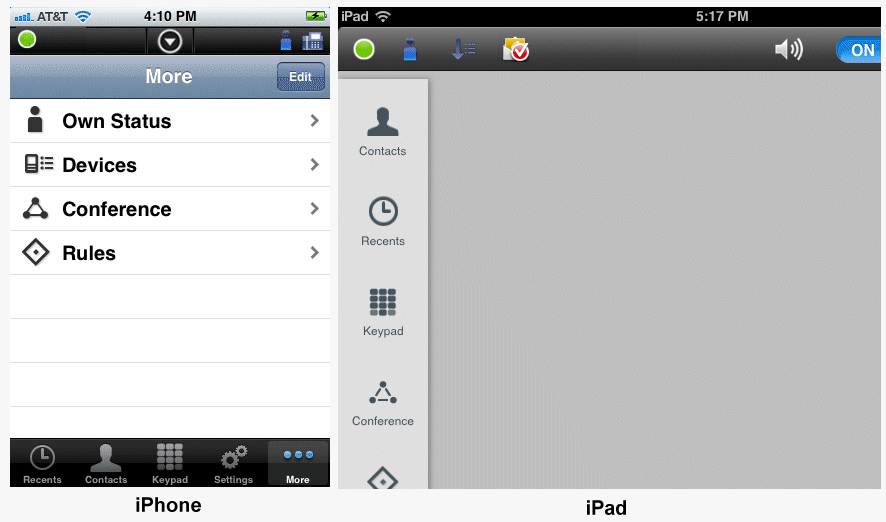 AT&T 4:10 PM
More Edit
Own Status
Devices
Conference
Rules
Recents Contacts Keypad Settings More
iPhone
iPad 5:17 PM
ON
Contacts
Recents
Keypad
Conference
iPad